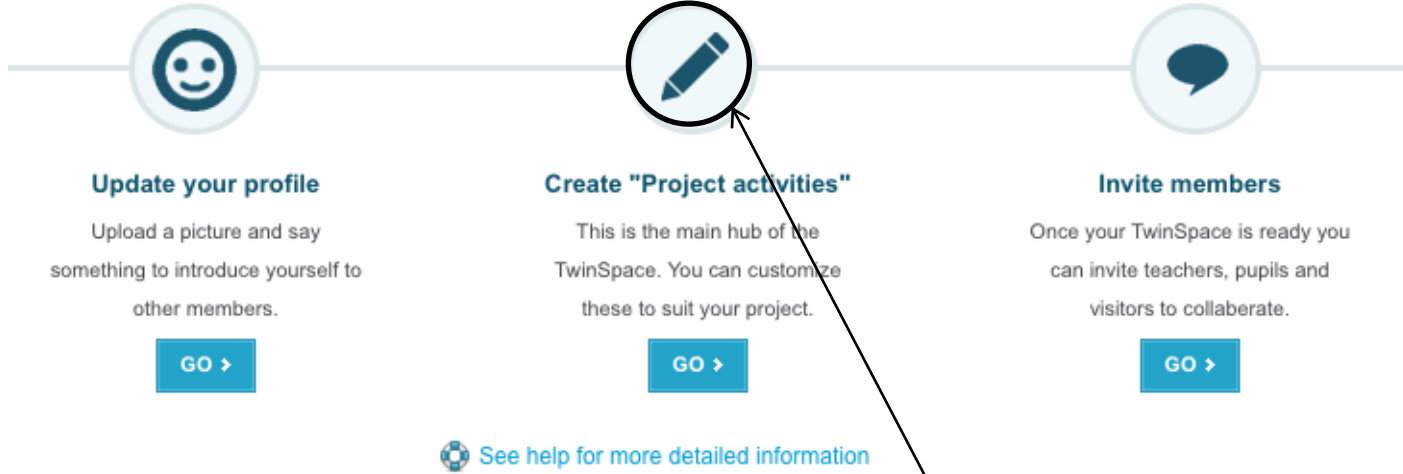 Update your profile
Upload a picture and say
something to introduce yourself to
other members.
GO >
Create "Project activities"
This is the main hub of the
TwinSpace. You can customize
these to suit your project.
GO >
Invite members
Once your TwinSpace is ready you
can invite teachers, pupils and
visitors to collaberate.
GO >
See help for more detailed information